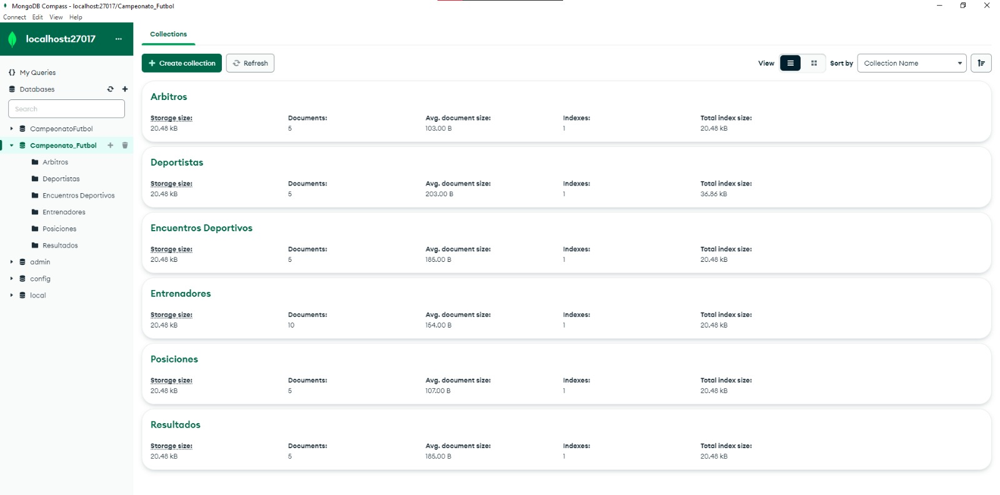 MongoDB Compass - localhost:27017/Campeonato_Futbol
Connect Edit View Help
localhost:27017 ...
{} My Queries
Databases
Search
CampeonatoFutbol
Campeonato_Futbol
Arbitros
Deportistas
Encuentros Deportivos
Entrenadores
Posiciones
Resultados
admin
config
local
Collections
Create collection Refresh View Sort by Collection Name
Arbitros
Storage size: Documents: Avg. document size: Indexes: Total index size:
20.48 kB 5 103.00 B 1 20.48 kB
Deportistas
Storage size: Documents: Avg. document size: Indexes: Total index size:
20.48 kB 5 203.00 B 1 36.86 kB
Encuentros Deportivos
Storage size: Documents: Avg. document size: Indexes: Total index size:
20.48 kB 5 185.00 B 1 20.48 kB
Entrenadores
Storage size: Documents: Avg. document size: Indexes: Total index size:
20.48 kB 10 154.00 B 1 20.48 kB
Posiciones
Storage size: Documents: Avg. document size: Indexes: Total index size:
20.48 kB 5 107.00 B 1 20.48 kB
Resultados
Storage size: Documents: Avg. document size: Indexes: Total index size:
20.48 kB 5 185.00 B 1 20.48 kB